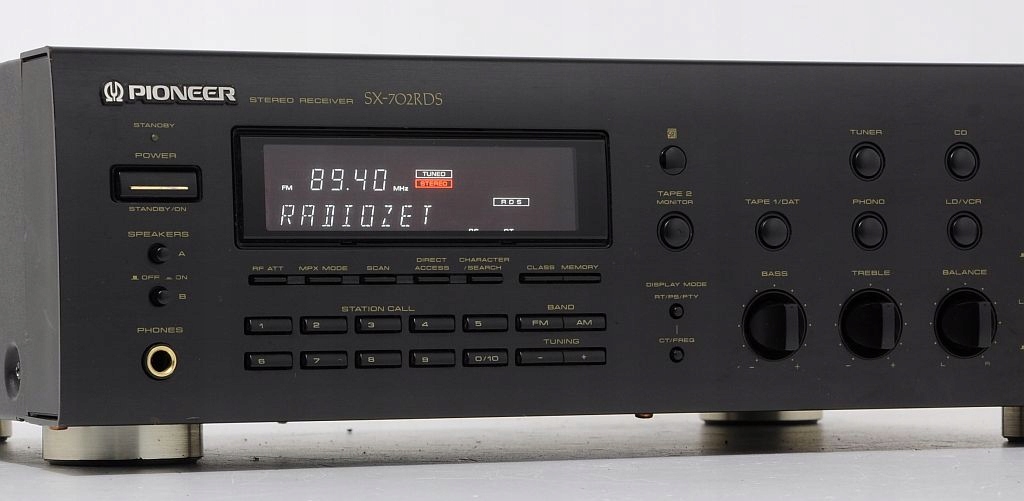 PIONEER STEREO RECEIVER SX-702RDS
STANDBY
POWER
STANDBY/ON
SPEAKERS
A
OFF ON
B
PHONES
TUNED
FM 89.40 MHz STEREO
RDS
RADIOZET
RF ATT MPX MODE SCAN DIRECT ACCESS CHARACTER /SEARCH CLASS MEMORY
STATION CALL
1 2 3 4 5
6 7 8 9 0/10
BAND
FM AM
TUNING
- +
TAPE 2
MONITOR
DISPLAY MODE
RT/PS/PTY
CT/FREQ
TUNER CD
TAPE 1/DAT PHONO LD/VCR
BASS TREBLE BALANCE
- + - + L R